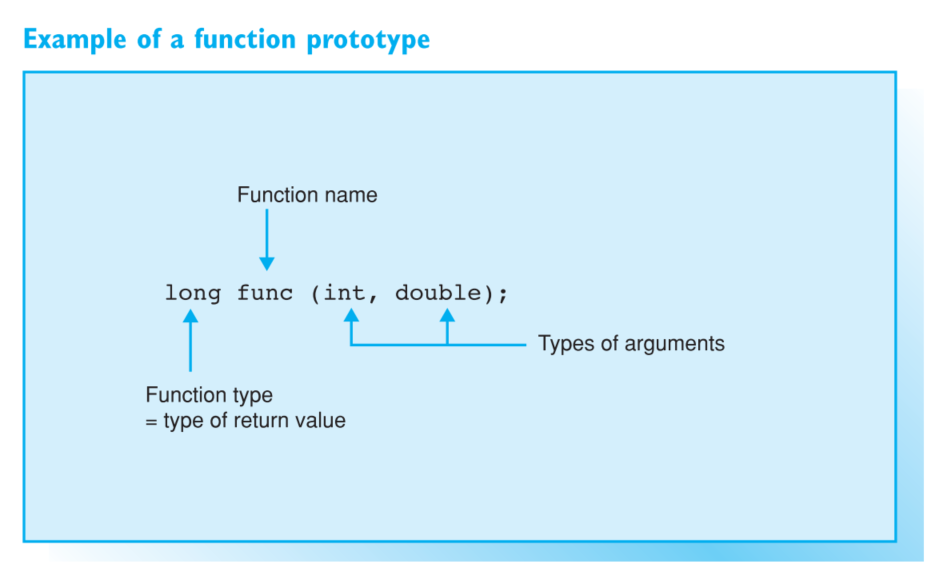 Example of a function prototype
Function name
long func (int, double);
Types of arguments
Function type
= type of return value